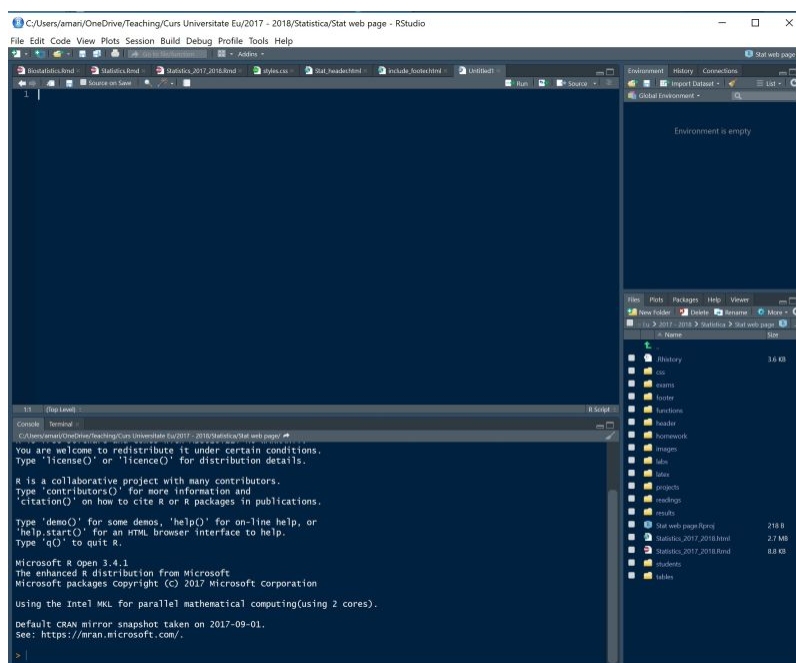 C:/Users/amari/OneDrive/Teaching/Curs Universitate Eu/2017 - 2018/Statistica/Stat web page - RStudio
File Edit Code View Plots Session Build Debug Profile Tools Help
Go to file/function Addins Stat web page
Biostatistics.Rmd Statistics.Rmd Statistics_2017_2018.Rmd styles.css Stat_header.html include_footer.html Untitled1
Source on Save Run Source
1
1:1 (Top Level) R Script
Console Terminal
C:/Users/amari/OneDrive/Teaching/Curs Universitate Eu/2017 - 2018/Statistica/Stat web page/
You are welcome to redistribute it under certain conditions.
Type 'license()' or 'licence()' for distribution details.
R is a collaborative project with many contributors.
Type 'contributors()' for more information and
'citation()' on how to cite R or R packages in publications.
Type 'demo()' for some demos, 'help()' for on-line help, or
'help.start()' for an HTML browser interface to help.
Type 'q()' to quit R.
Microsoft R Open 3.4.1
The enhanced R distribution from Microsoft
Microsoft packages Copyright (C) 2017 Microsoft Corporation
Using the Intel MKL for parallel mathematical computing(using 2 cores).
Default CRAN mirror snapshot taken on 2017-09-01.
See: https://mran.microsoft.com/.
>
Environment History Connections
Import Dataset List
Global Environment
Environment is empty
Files Plots Packages Help Viewer
New Folder Delete Rename More
Eu 2017 - 2018 Statistica Stat web page
Name Size
..
.Rhistory 3.6 KB
css
exams
footer
functions
header
homework
images
labs
latex
projects
readings
results
Stat web page.Rproj 218 B
Statistics_2017_2018.html 2.7 MB
Statistics_2017_2018.Rmd 8.8 KB
students
tables